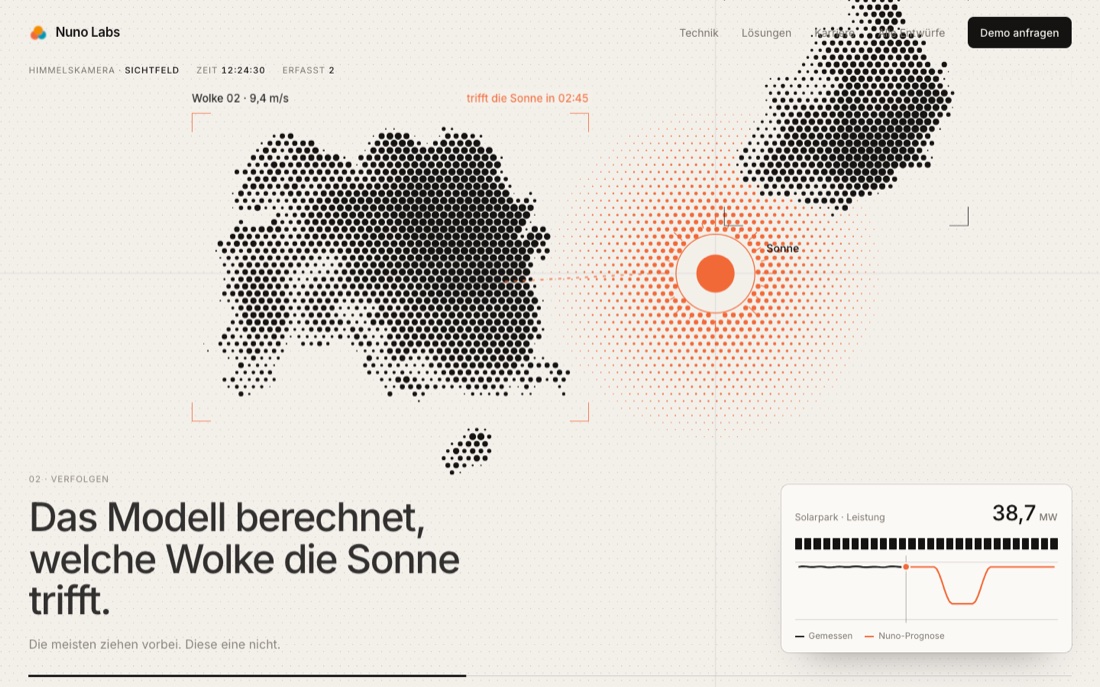 Nuno Labs
Technik Lösungen Karriere Entwürfe Demo anfragen
HIMMELSKAMERA · SICHTFELD ZEIT 12:24:30 ERFASST 2
Wolke 02 · 9,4 m/s trifft die Sonne in 02:45
Sonne
02 · VERFOLGEN
Das Modell berechnet,
welche Wolke die Sonne
trifft.
Die meisten ziehen vorbei. Diese eine nicht.
Solarpark · Leistung 38,7 MW
Gemessen Nuno-Prognose